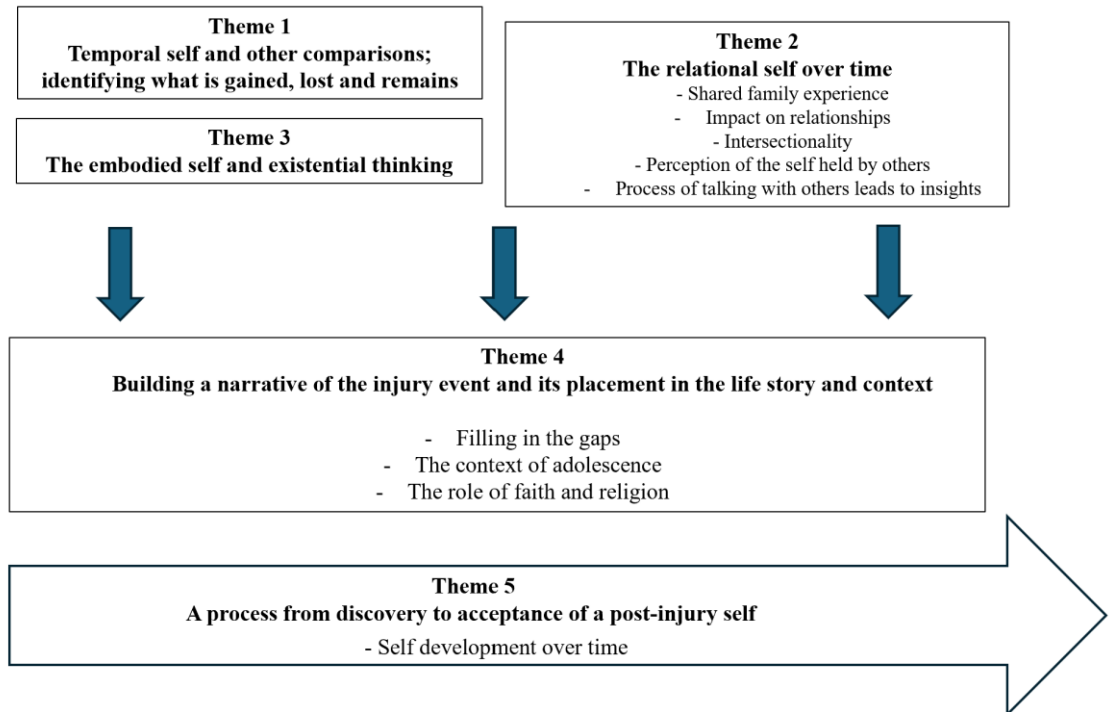 Theme 1
Temporal self and other comparisons;
identifying what is gained, lost and remains
Theme 2
The relational self over time
- Shared family experience
- Impact on relationships
- Intersectionality
- Perception of the self held by others
- Process of talking with others leads to insights
Theme 3
The embodied self and existential thinking
Theme 4
Building a narrative of the injury event and its placement in the life story and context
- Filling in the gaps
- The context of adolescence
- The role of faith and religion
Theme 5
A process from discovery to acceptance of a post-injury self
- Self development over time